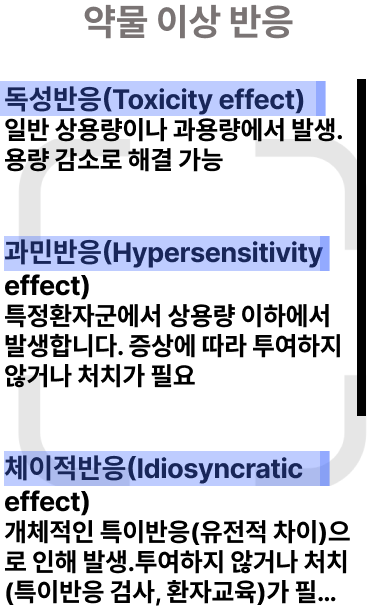 약물 이상 반응
독성반응(Toxicity effect)
일반 상용량이나 과용량에서 발생.
용량 감소로 해결 가능
과민반응(Hypersensitivity
effect)
특정환자군에서 상용량 이하에서
발생합니다. 증상에 따라 투여하지
않거나 처치가 필요
체이적반응(Idiosyncratic
effect)
개체적인 특이반응(유전적 차이)으
로 인해 발생.투여하지 않거나 처치
(특이반응 검사, 환자교육)가 필...